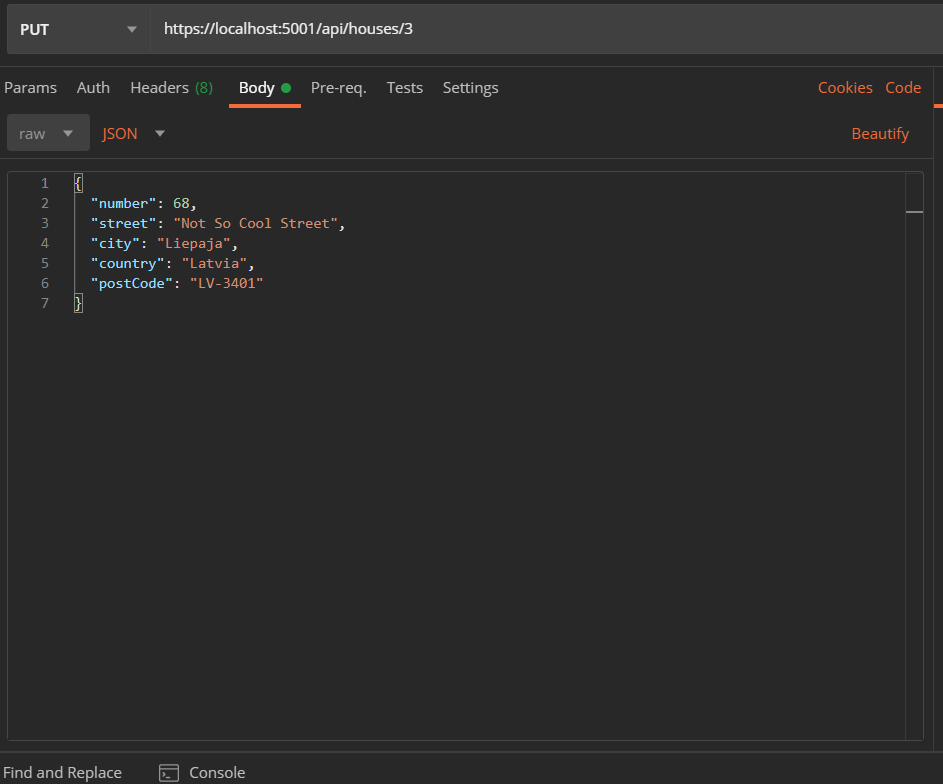 PUT https://localhost:5001/api/houses/3
Params Auth Headers (8) Body Pre-req. Tests Settings Cookies Code
raw JSON Beautify
1 {
2 "number": 68,
3 "street": "Not So Cool Street",
4 "city": "Liepaja",
5 "country": "Latvia",
6 "postCode": "LV-3401"
7 }
Find and Replace Console